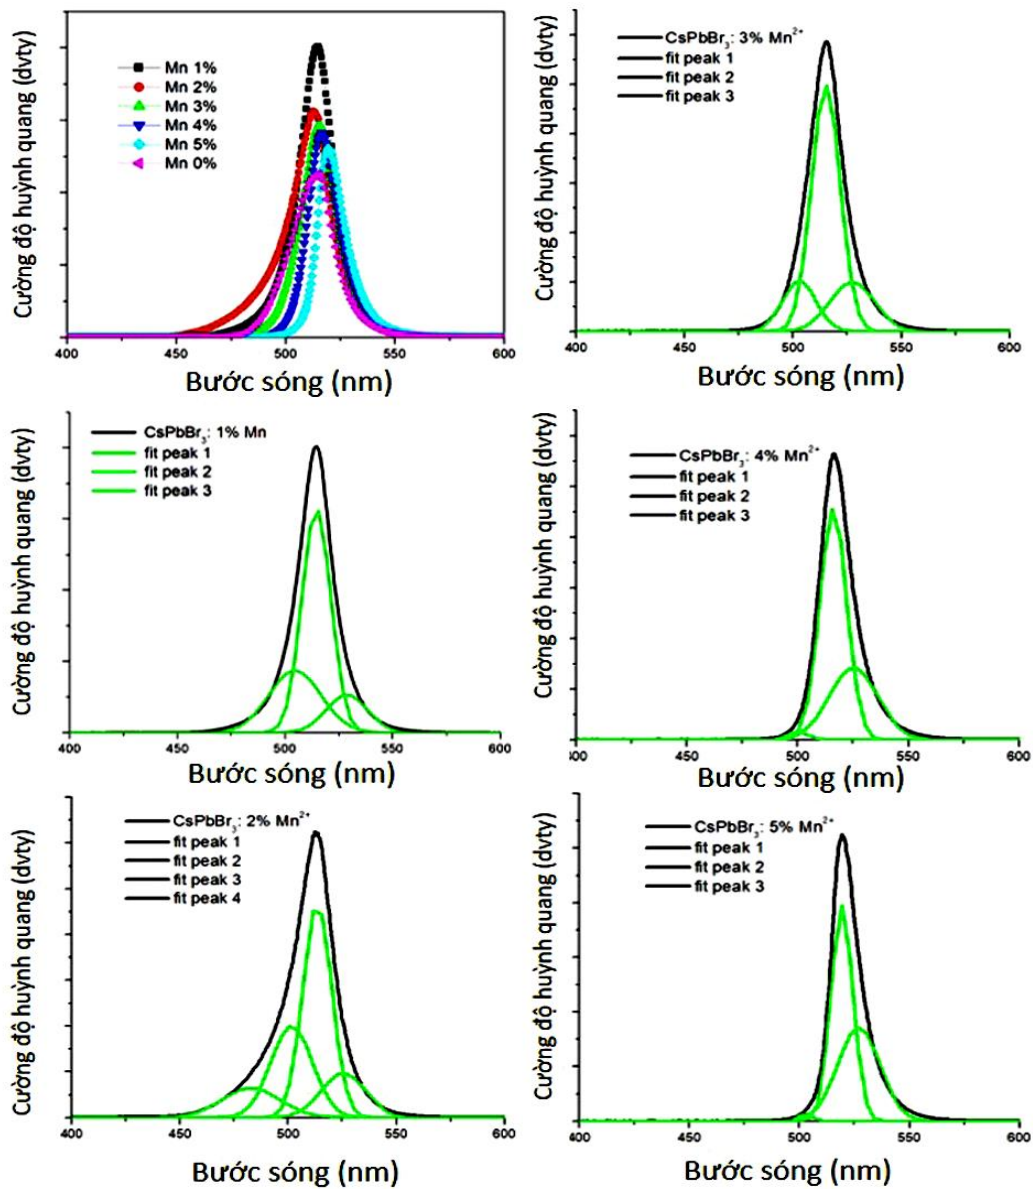 Cường độ huỳnh quang (dvty)
Mn 1%
Mn 2%
Mn 3%
Mn 4%
Mn 5%
Mn 0%
400 450 500 550 600
Bước sóng (nm)
Cường độ huỳnh quang (dvty)
CsPbBr₃: 3% Mn²⁺
fit peak 1
fit peak 2
fit peak 3
400 450 500 550 600
Bước sóng (nm)
Cường độ huỳnh quang (dvty)
CsPbBr₃: 1% Mn
fit peak 1
fit peak 2
fit peak 3
400 450 500 550 600
Bước sóng (nm)
Cường độ huỳnh quang (dvty)
CsPbBr₃: 4% Mn²⁺
fit peak 1
fit peak 2
fit peak 3
400 450 500 550 600
Bước sóng (nm)
Cường độ huỳnh quang (dvty)
CsPbBr₃: 2% Mn²⁺
fit peak 1
fit peak 2
fit peak 3
fit peak 4
400 450 500 550 600
Bước sóng (nm)
Cường độ huỳnh quang (dvty)
CsPbBr₃: 5% Mn²⁺
fit peak 1
fit peak 2
fit peak 3
400 450 500 550 600
Bước sóng (nm)